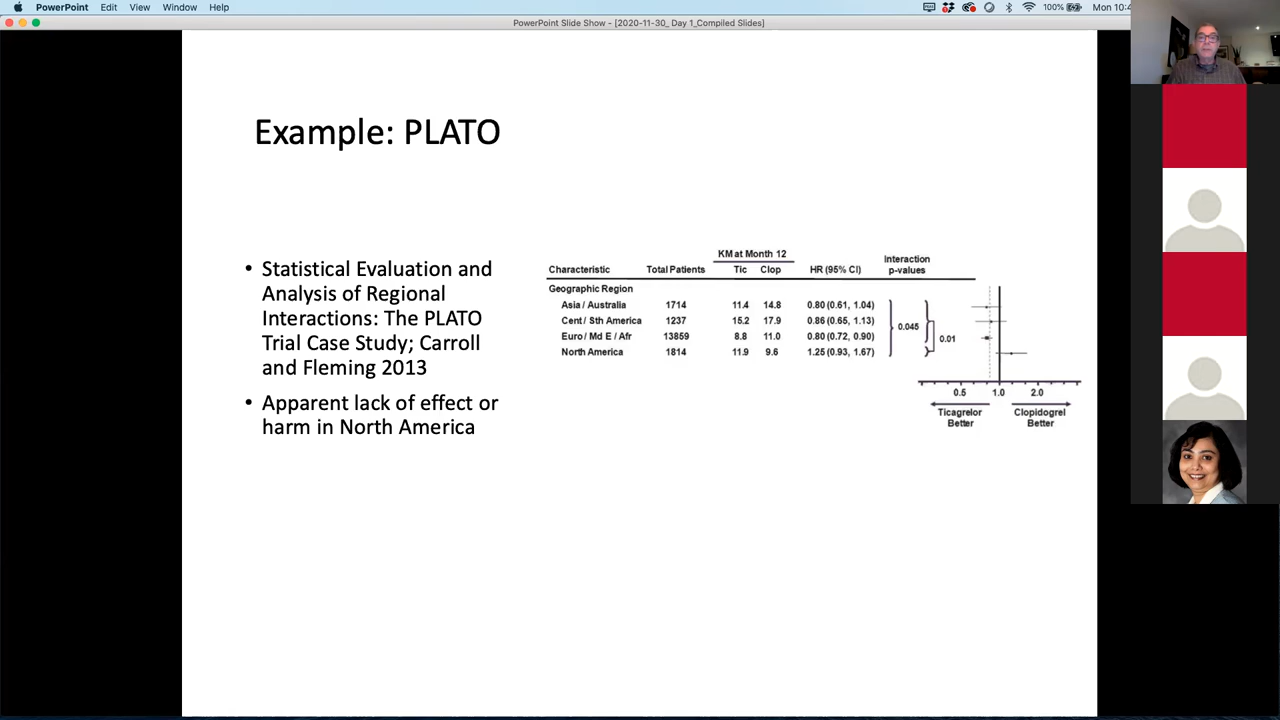 PowerPoint Edit View Window Help 100% Mon 10:4
PowerPoint Slide Show - [2020-11-30_ Day 1_Compiled Slides]
Example: PLATO
• Statistical Evaluation and
Analysis of Regional
Interactions: The PLATO
Trial Case Study; Carroll
and Fleming 2013
• Apparent lack of effect or
harm in North America
KM at Month 12
Interaction
p-values
Characteristic Total Patients Tic Clop HR (95% CI)
Geographic Region
Asia / Australia 1714 11.4 14.8 0.80 (0.61, 1.04)
Cent / Sth America 1237 15.2 17.9 0.86 (0.65, 1.13)
0.045
Euro / Md E / Afr 13859 8.8 11.0 0.80 (0.72, 0.90)
0.01
North America 1814 11.9 9.6 1.25 (0.93, 1.67)
0.5 1.0 2.0
Ticagrelor
Better
Clopidogrel
Better